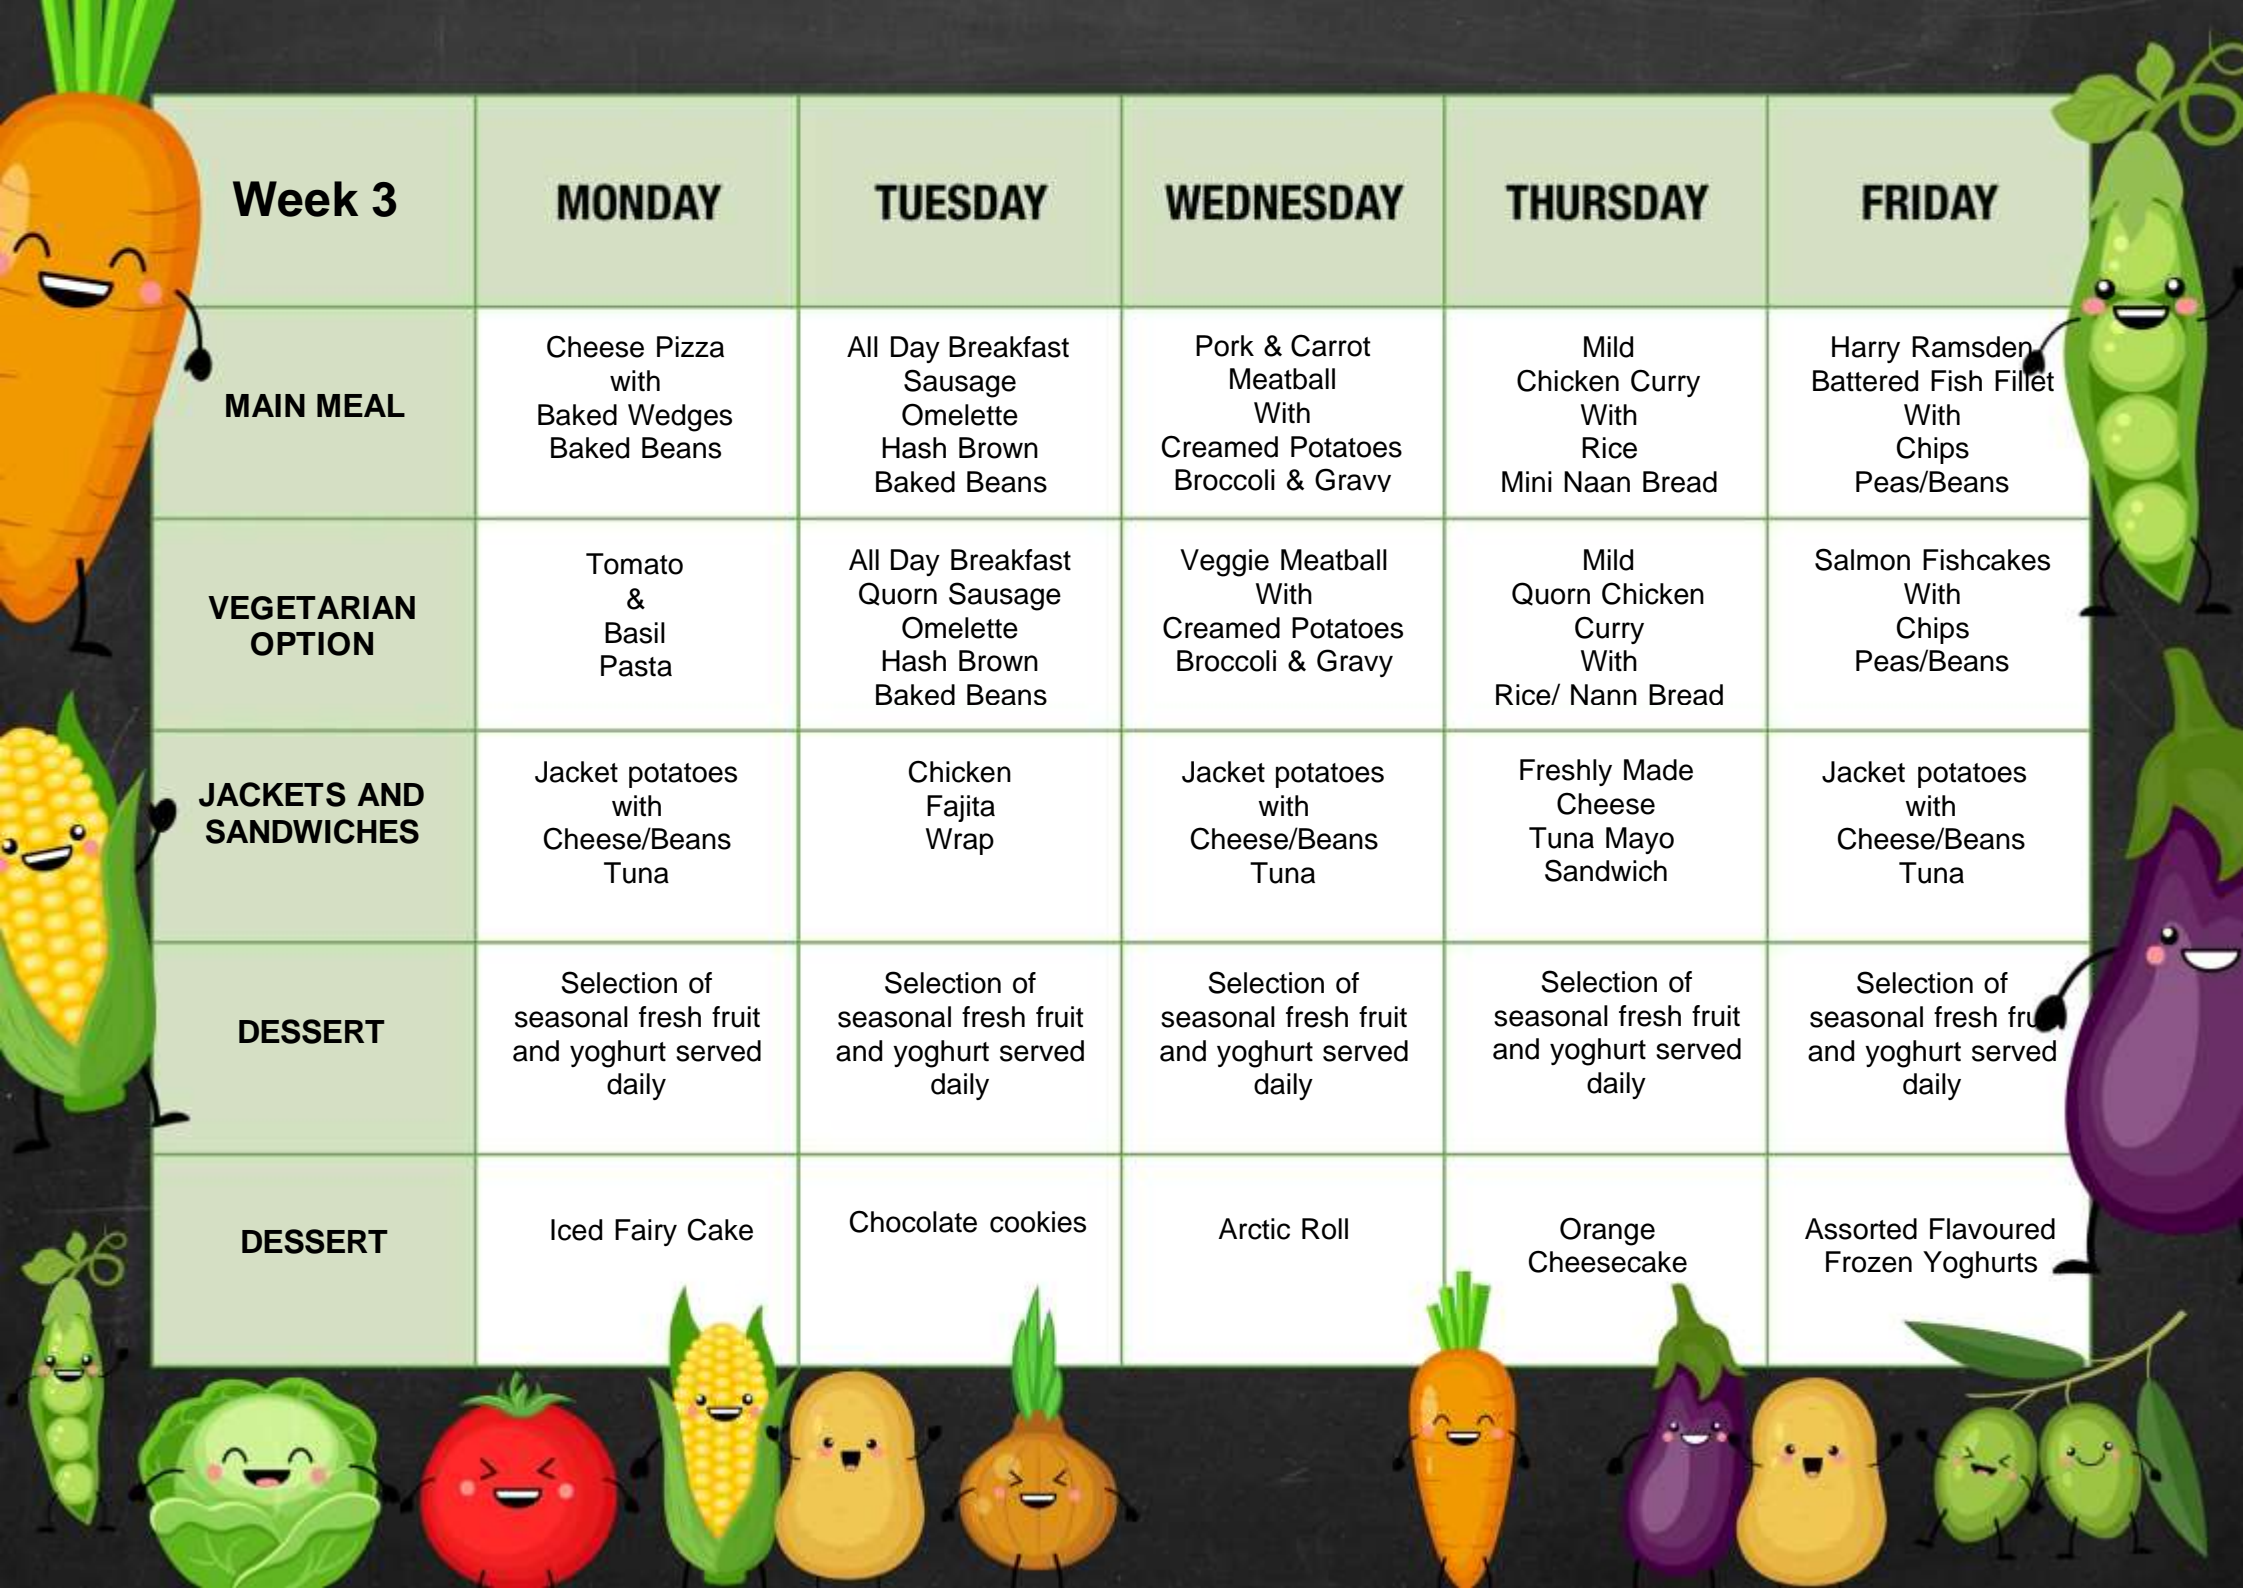 Week 3
MONDAY
TUESDAY
WEDNESDAY
THURSDAY
FRIDAY
MAIN MEAL
Cheese Pizza
with
Baked Wedges
Baked Beans
All Day Breakfast
Sausage
Omelette
Hash Brown
Baked Beans
Pork & Carrot
Meatball
With
Creamed Potatoes
Broccoli & Gravy
Mild
Chicken Curry
With
Rice
Mini Naan Bread
Harry Ramsden
Battered Fish Fillet
With
Chips
Peas/Beans
VEGETARIAN
OPTION
Tomato
&
Basil
Pasta
All Day Breakfast
Quorn Sausage
Omelette
Hash Brown
Baked Beans
Veggie Meatball
With
Creamed Potatoes
Broccoli & Gravy
Mild
Quorn Chicken
Curry
With
Rice/ Nann Bread
Salmon Fishcakes
With
Chips
Peas/Beans
JACKETS AND
SANDWICHES
Jacket potatoes
with
Cheese/Beans
Tuna
Chicken
Fajita
Wrap
Jacket potatoes
with
Cheese/Beans
Tuna
Freshly Made
Cheese
Tuna Mayo
Sandwich
Jacket potatoes
with
Cheese/Beans
Tuna
DESSERT
Selection of
seasonal fresh fruit
and yoghurt served
daily
Selection of
seasonal fresh fruit
and yoghurt served
daily
Selection of
seasonal fresh fruit
and yoghurt served
daily
Selection of
seasonal fresh fruit
and yoghurt served
daily
Selection of
seasonal fresh fruit
and yoghurt served
daily
DESSERT
Iced Fairy Cake
Chocolate cookies
Arctic Roll
Orange
Cheesecake
Assorted Flavoured
Frozen Yoghurts